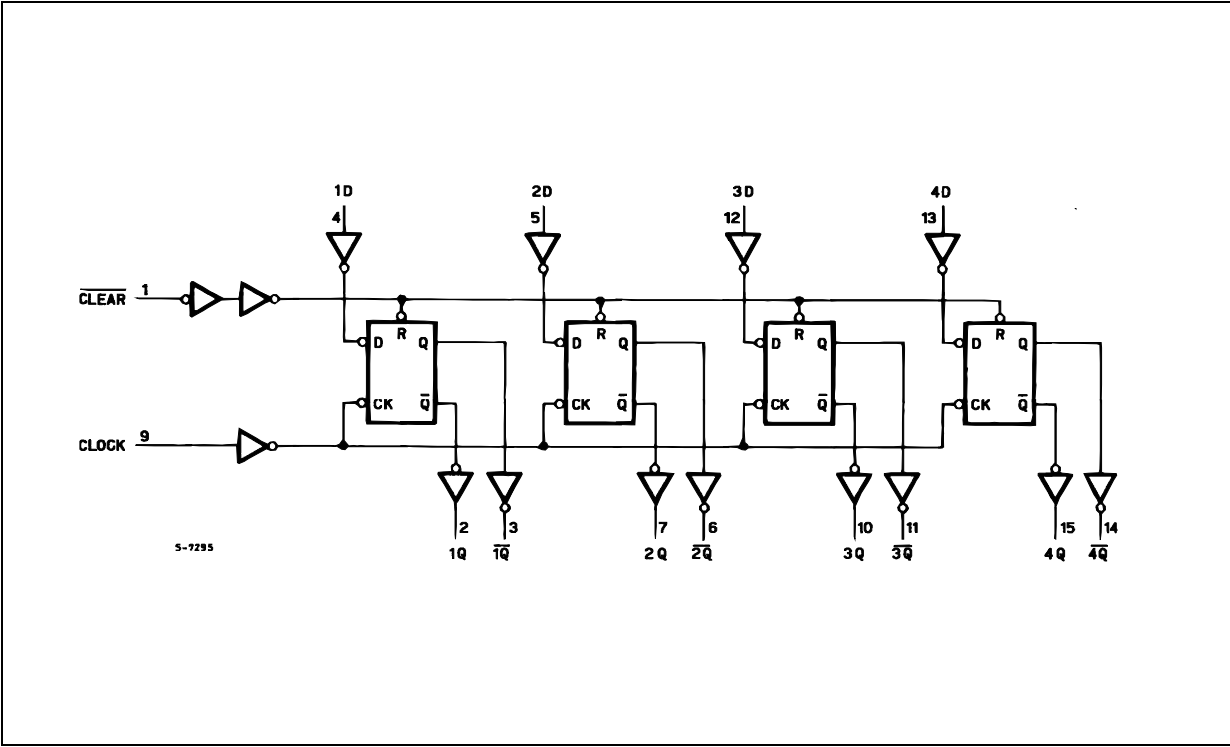 1D 2D 3D 4D
4 5 12 13
C̅L̅E̅A̅R̅ 1
R R R R
D Q D Q D Q D Q
CK Q̅ CK Q̅ CK Q̅ CK Q̅
CLOCK 9
2 3 7 6 10 11 15 14
1Q 1̅Q̅ 2Q 2̅Q̅ 3Q 3̅Q̅ 4Q 4̅Q̅
S-7295